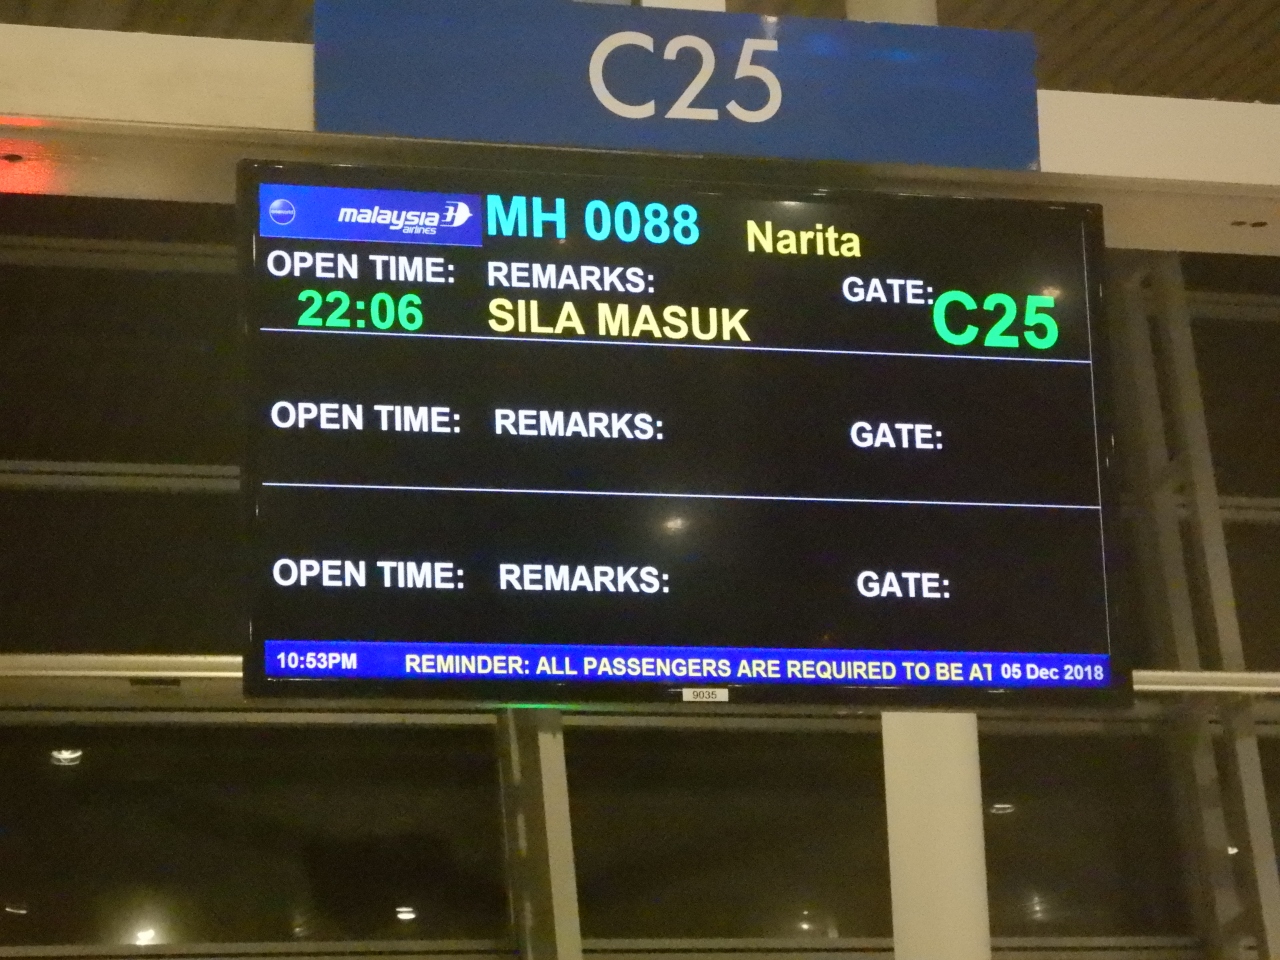 C25
malaysia airlines MH 0088 Narita
OPEN TIME: REMARKS: GATE:
22:06 SILA MASUK C25
OPEN TIME: REMARKS: GATE:
OPEN TIME: REMARKS: GATE:
10:53PM REMINDER: ALL PASSENGERS ARE REQUIRED TO BE AT 05 Dec 2018
9035